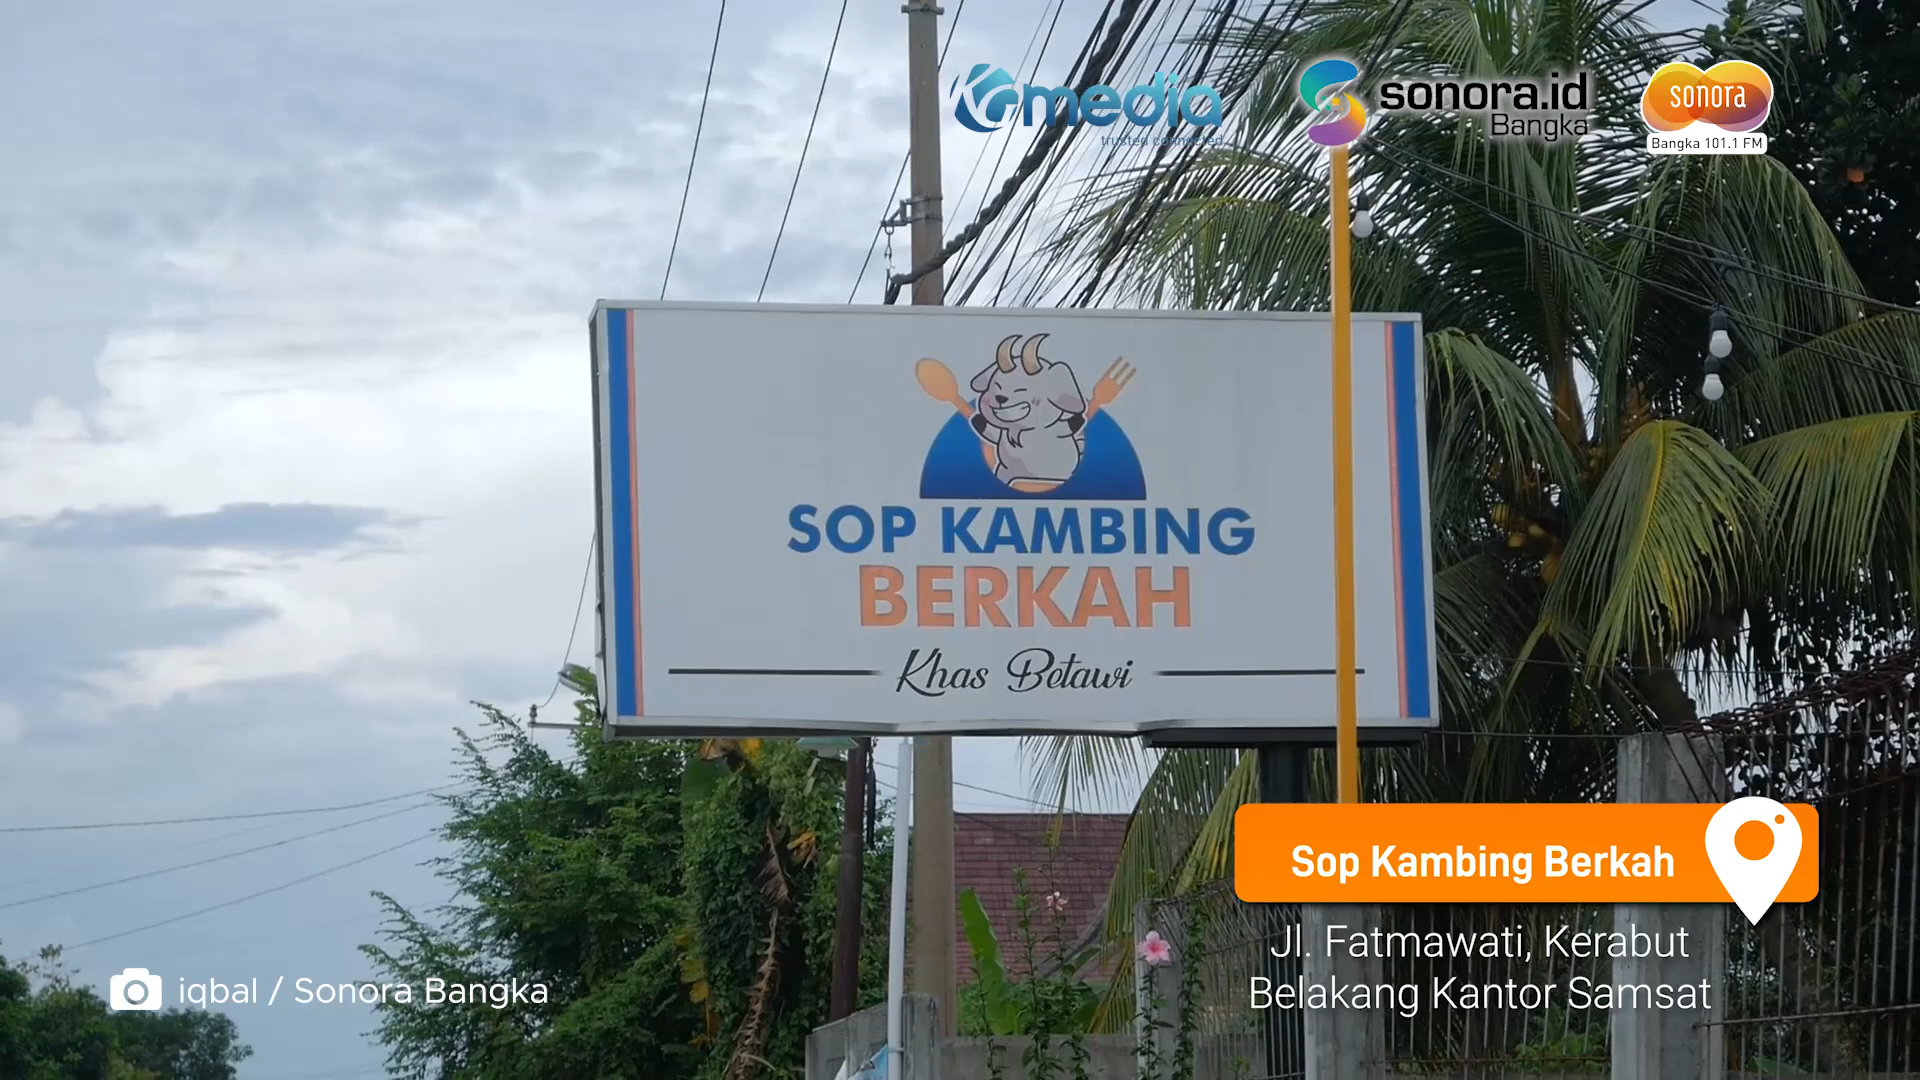 KGmedia
trusted connected
sonora.id
Bangka
sonora
Bangka 101.1 FM
SOP KAMBING
BERKAH
Khas Betawi
Sop Kambing Berkah
Jl. Fatmawati, Kerabut
Belakang Kantor Samsat
iqbal / Sonora Bangka